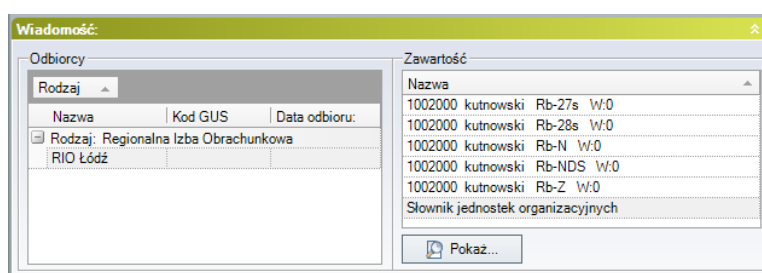 Wiadomość:
Odbiorcy
Rodzaj
Nazwa Kod GUS Data odbioru:
Rodzaj: Regionalna Izba Obrachunkowa
RIO Łódź
Zawartość
Nazwa
1002000 kutnowski Rb-27s W:0
1002000 kutnowski Rb-28s W:0
1002000 kutnowski Rb-N W:0
1002000 kutnowski Rb-NDS W:0
1002000 kutnowski Rb-Z W:0
Słownik jednostek organizacyjnych
Pokaż...